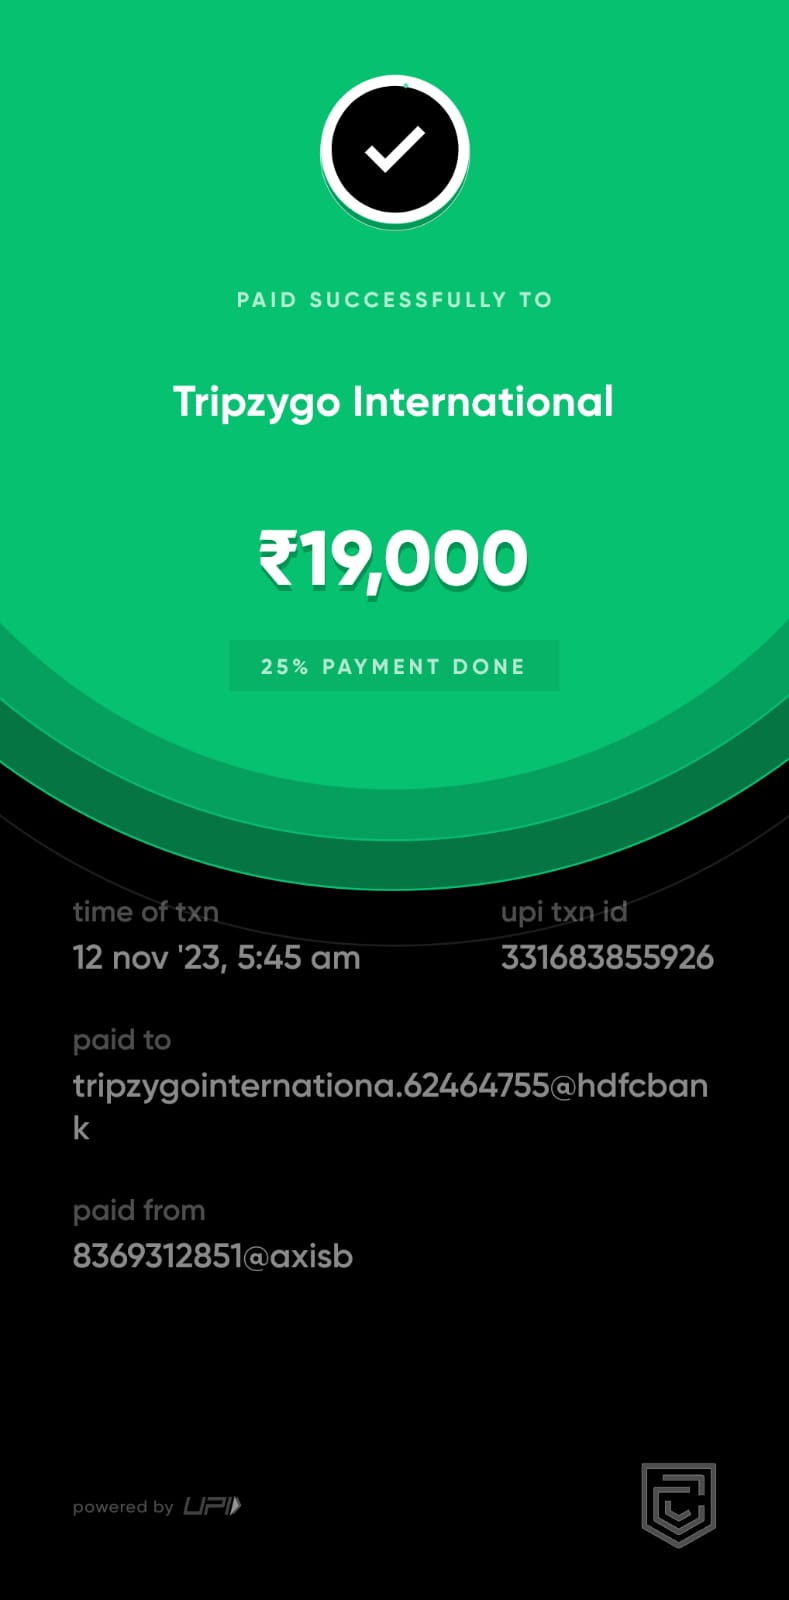 PAID SUCCESSFULLY TO
Tripzygo International
₹19,000
25% PAYMENT DONE
time of txn
upi txn id
12 nov '23, 5:45 am
331683855926
paid to
tripzygointernationa.62464755@hdfcban
k
paid from
8369312851@axisb
powered by UPI